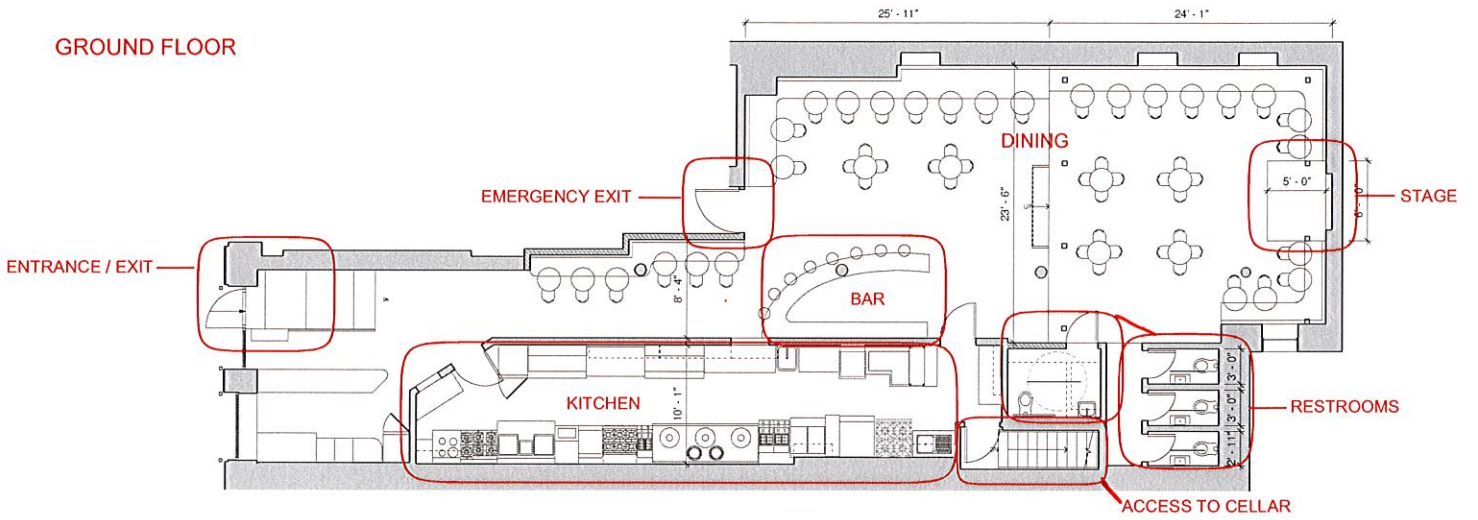 25' - 11"
24' - 1"
GROUND FLOOR
DINING
EMERGENCY EXIT
5' - 0"
STAGE
6' - 0"
23' - 6"
ENTRANCE / EXIT
8' - 4"
BAR
KITCHEN
10' - 1"
3' - 0"
3' - 0"
2' - 11"
RESTROOMS
ACCESS TO CELLAR